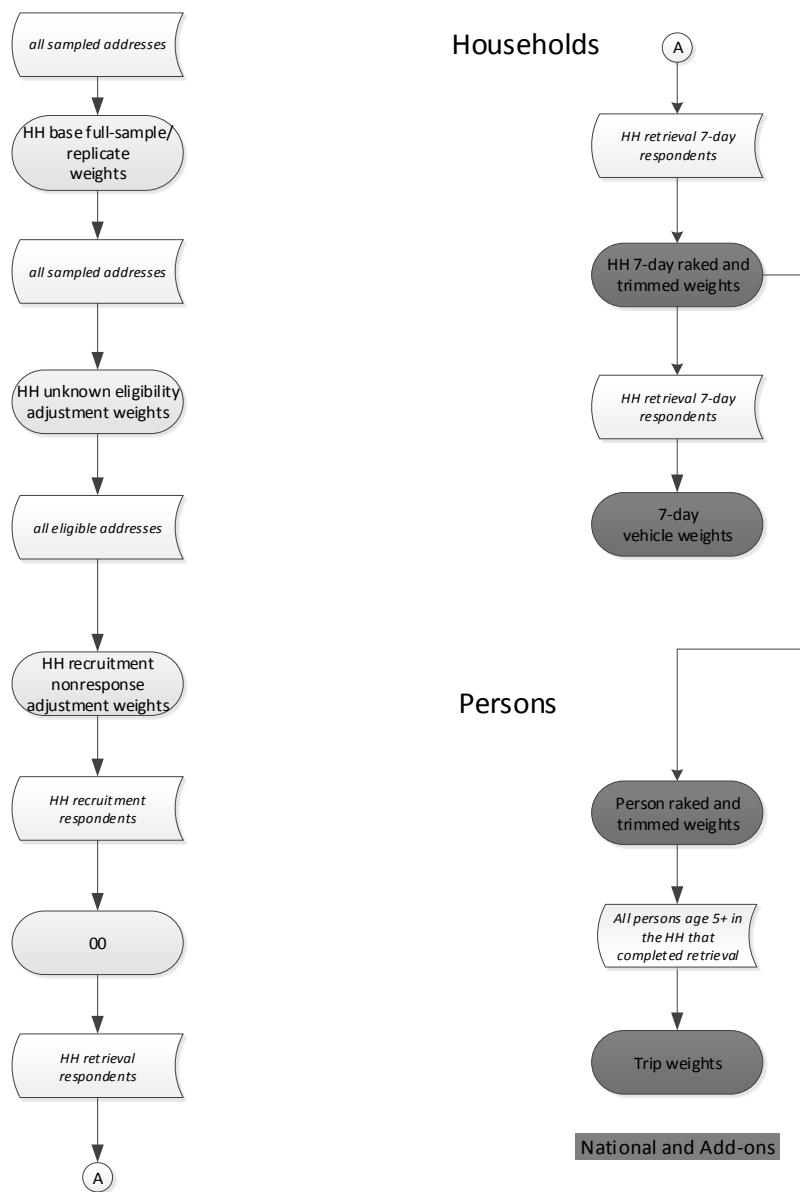 all sampled addresses
HH base full-sample/
replicate
weights
all sampled addresses
HH unknown eligibility
adjustment weights
all eligible addresses
HH recruitment
nonresponse
adjustment weights
HH recruitment
respondents
00
HH retrieval
respondents
A
Households
A
HH retrieval 7-day
respondents
HH 7-day raked and
trimmed weights
HH retrieval 7-day
respondents
7-day
vehicle weights
Persons
Person raked and
trimmed weights
All persons age 5+ in
the HH that
completed retrieval
Trip weights
National and Add-ons